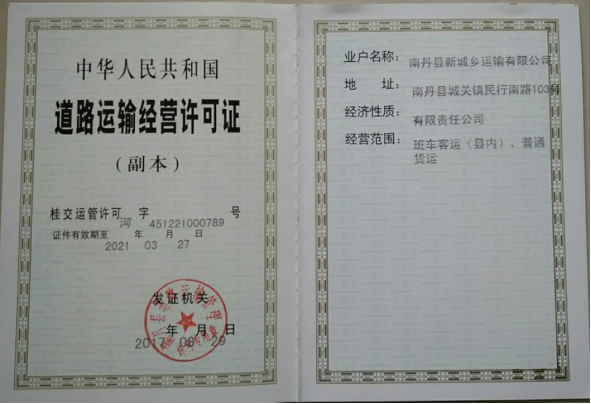 中华人民共和国
道路运输经营许可证
(副本)
桂交运管许可 河 字 451221000789 号
证件有效期至 2021 年 03 月 27 日
发证机关
2017 年 08 月 29 日
业户名称: 南丹县新城乡运输有限公司
地 址: 南丹县城关镇民行南路103号
经济性质: 有限责任公司
经营范围: 班车客运(县内)、普通
货运